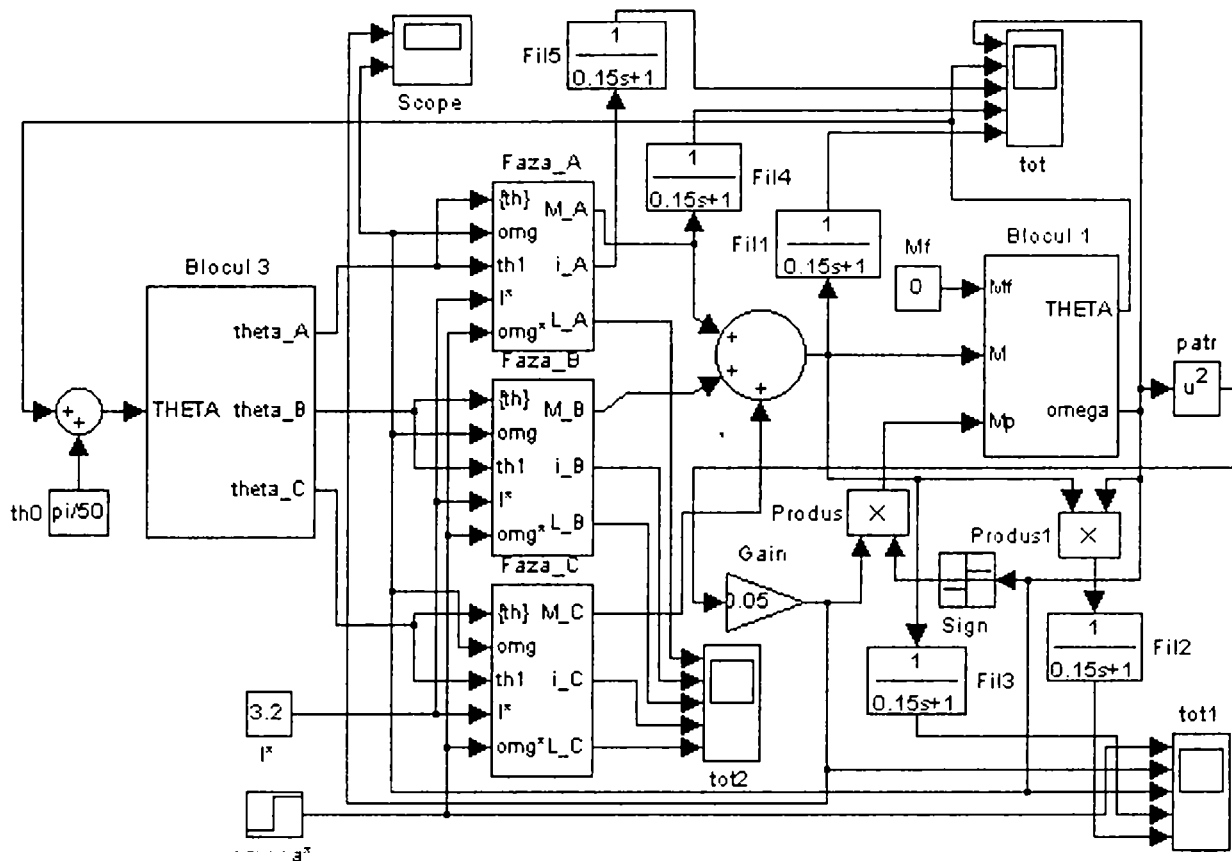 Fil5
1
0.15s+1
Scope
tot
Faza_A
{th}
omg
th1
I*
omg*
M_A
i_A
L_A
1
0.15s+1
Fil4
Fil1
1
0.15s+1
Mf
0
Blocul 1
Mf
M
Mp
THETA
omega
patr
u²
Blocul 3
THETA
theta_A
theta_B
theta_C
+
+
th0
pi/50
+
+
+
Faza_B
{th}
omg
th1
I*
omg*
M_B
i_B
L_B
Faza_C
{th}
omg
th1
I*
omg*
M_C
i_C
L_C
Produs
×
Produs1
×
Gain
0.05
Sign
1
0.15s+1
Fil3
1
0.15s+1
Fil2
3.2
I*
tot2
tot1
a*